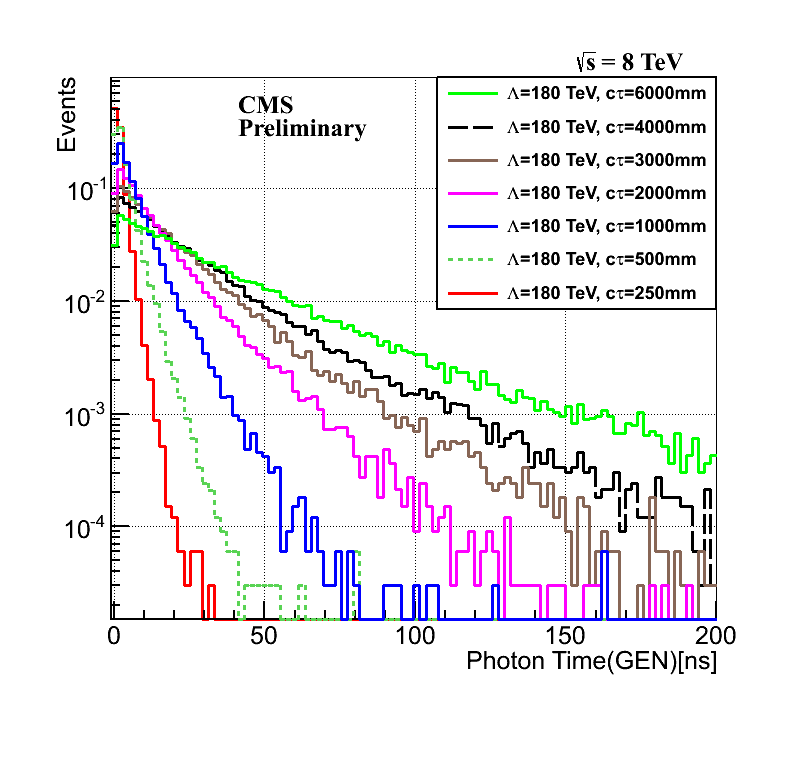 √s = 8 TeV
CMS
Preliminary
Λ=180 TeV, cτ=6000mm
Λ=180 TeV, cτ=4000mm
Λ=180 TeV, cτ=3000mm
Λ=180 TeV, cτ=2000mm
Λ=180 TeV, cτ=1000mm
Λ=180 TeV, cτ=500mm
Λ=180 TeV, cτ=250mm
Events
10⁻¹
10⁻²
10⁻³
10⁻⁴
0 50 100 150 200
Photon Time(GEN)[ns]